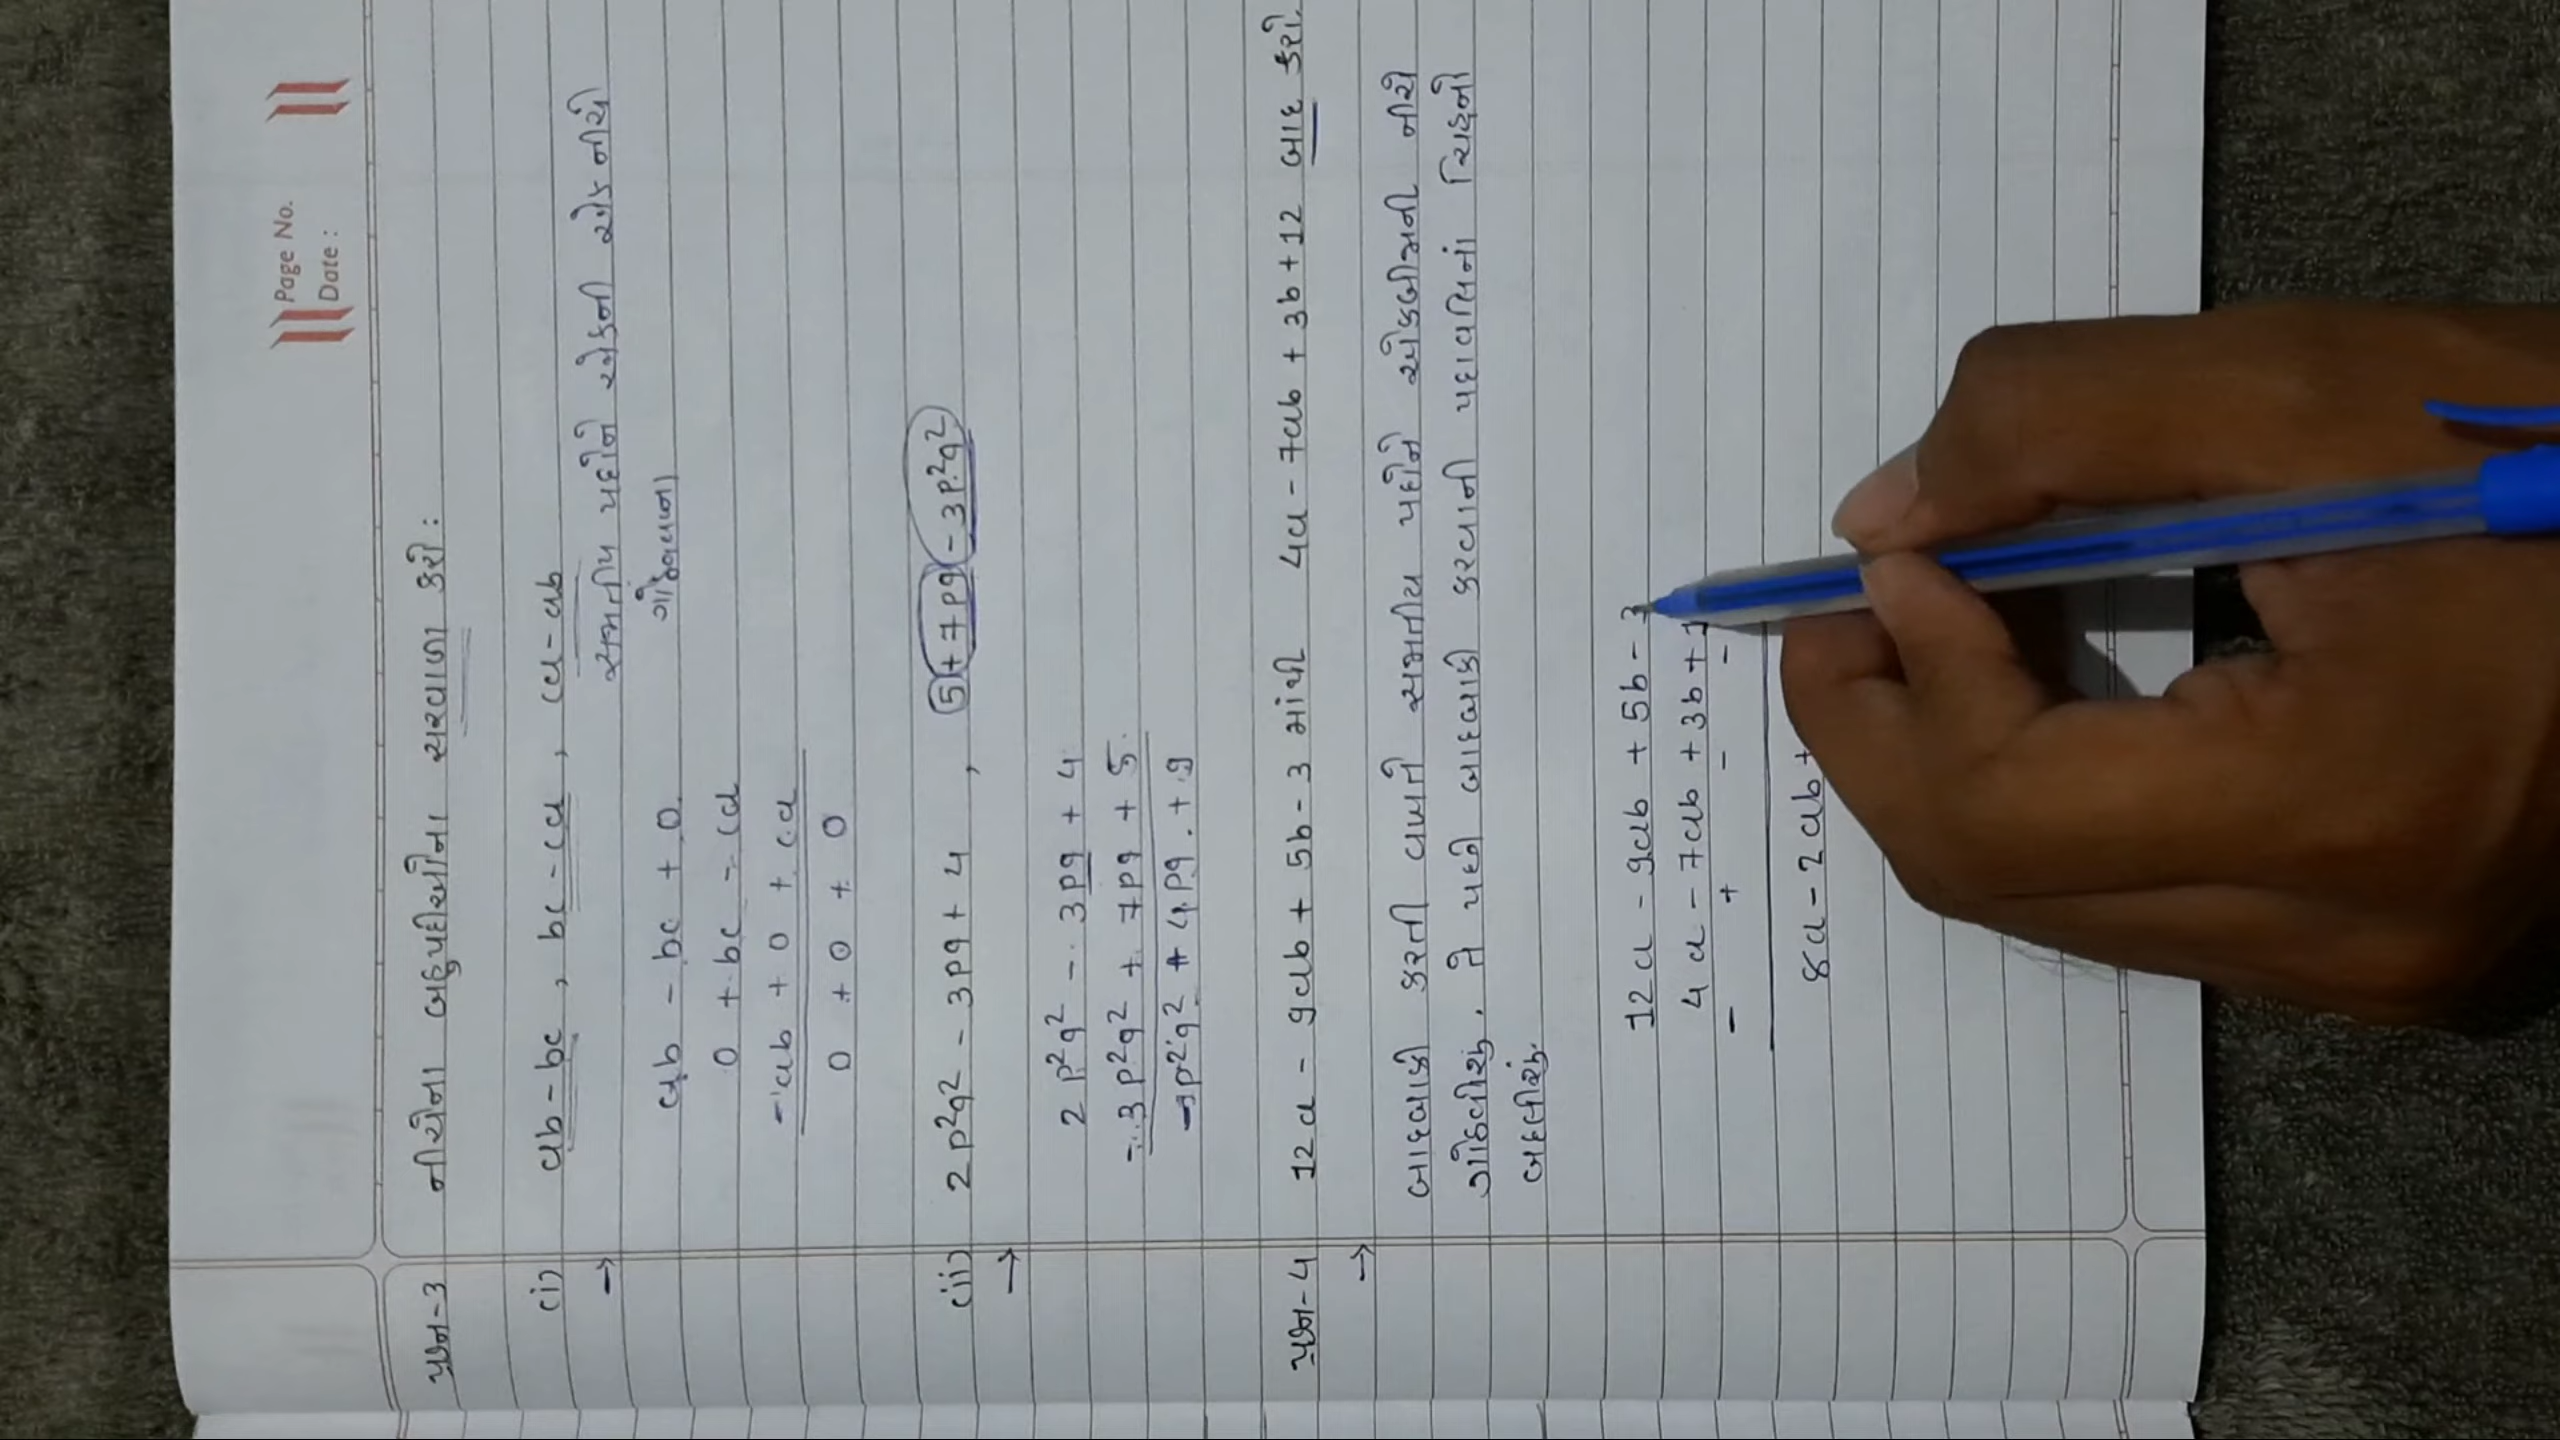 Page No.
Date :
પ્રશ્ન-3 નીચેના બહુપદીઓના સરવાળા કરો :
(i) ab - bc , bc - ca , ca - ab
→ સજાતીય પદોને એકની એક નીચે
ગોઠવવાના
ab - bc + 0
0 + bc - ca
- ab + 0 + ca
0 + 0 + 0
(ii) 2p²q² - 3pq + 4 , 5 + 7pq - 3p²q²
→ 2p²q² - 3pq + 4
- 3p²q² + 7pq + 5
- p²q² + 4pq + 9
પ્રશ્ન-4 12a - 9ab + 5b - 3 માંથી 4a - 7ab + 3b + 12 બાદ કરો.
→ બાદબાકી કરતી વખતે સજાતીય પદોને એકબીજાની નીચે
ગોઠવીશું. તે પછી બાદબાકી કરવાની પદાવલિનાં ચિહ્નો
બદલીશું.
12a - 9ab + 5b - 3
4a - 7ab + 3b + 1
- + - -
8a - 2ab +